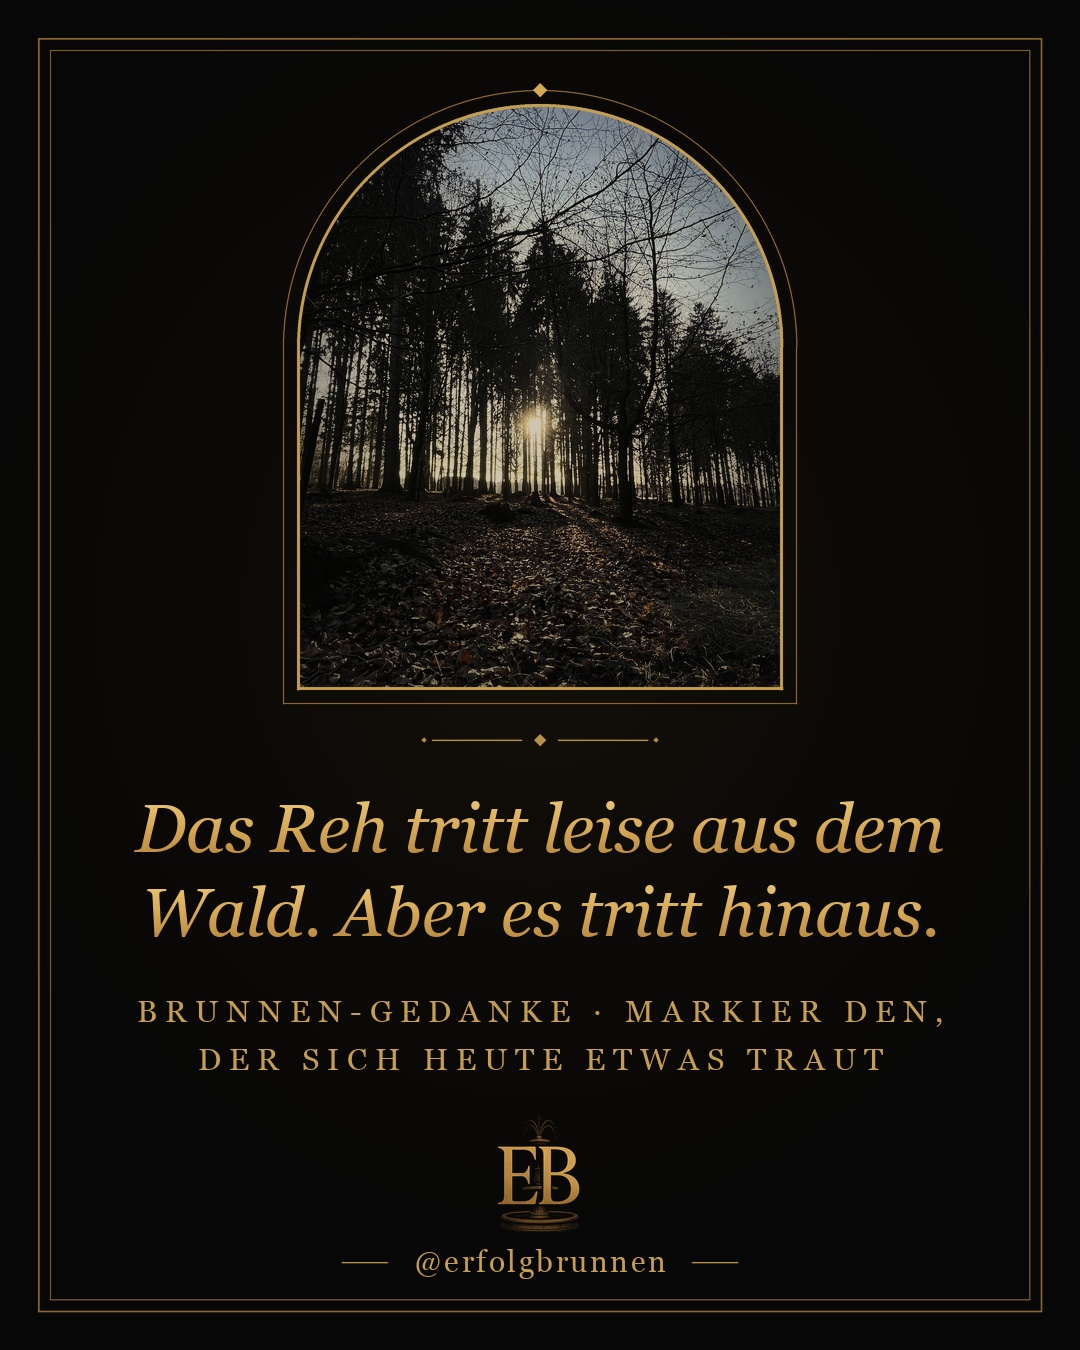 Das Reh tritt leise aus dem
Wald. Aber es tritt hinaus.
BRUNNEN-GEDANKE · MARKIER DEN,
DER SICH HEUTE ETWAS TRAUT
EB
@erfolgbrunnen